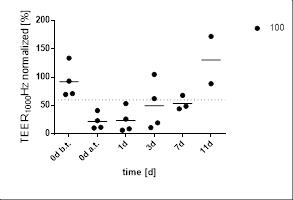 TEER1000Hz normalized [%]
200
150
100
50
0
0d b.t.
0d a.t.
1d
3d
7d
11d
time [d]
100